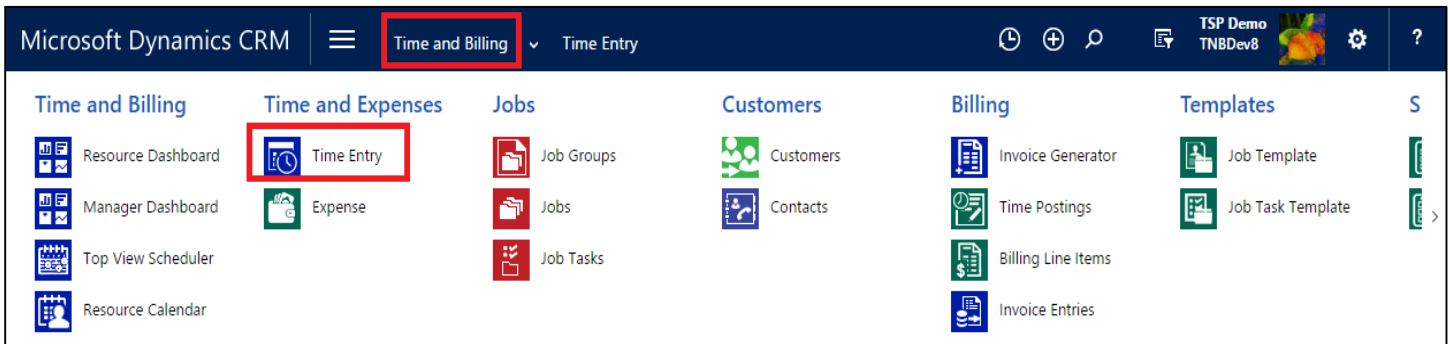 Microsoft Dynamics CRM Time and Billing Time Entry TSP Demo
TNBDev8 ?
Time and Billing Time and Expenses Jobs Customers Billing Templates S
Resource Dashboard Time Entry Job Groups Customers Invoice Generator Job Template
Manager Dashboard Expense Jobs Contacts Time Postings Job Task Template
Top View Scheduler Job Tasks Billing Line Items
Resource Calendar Invoice Entries